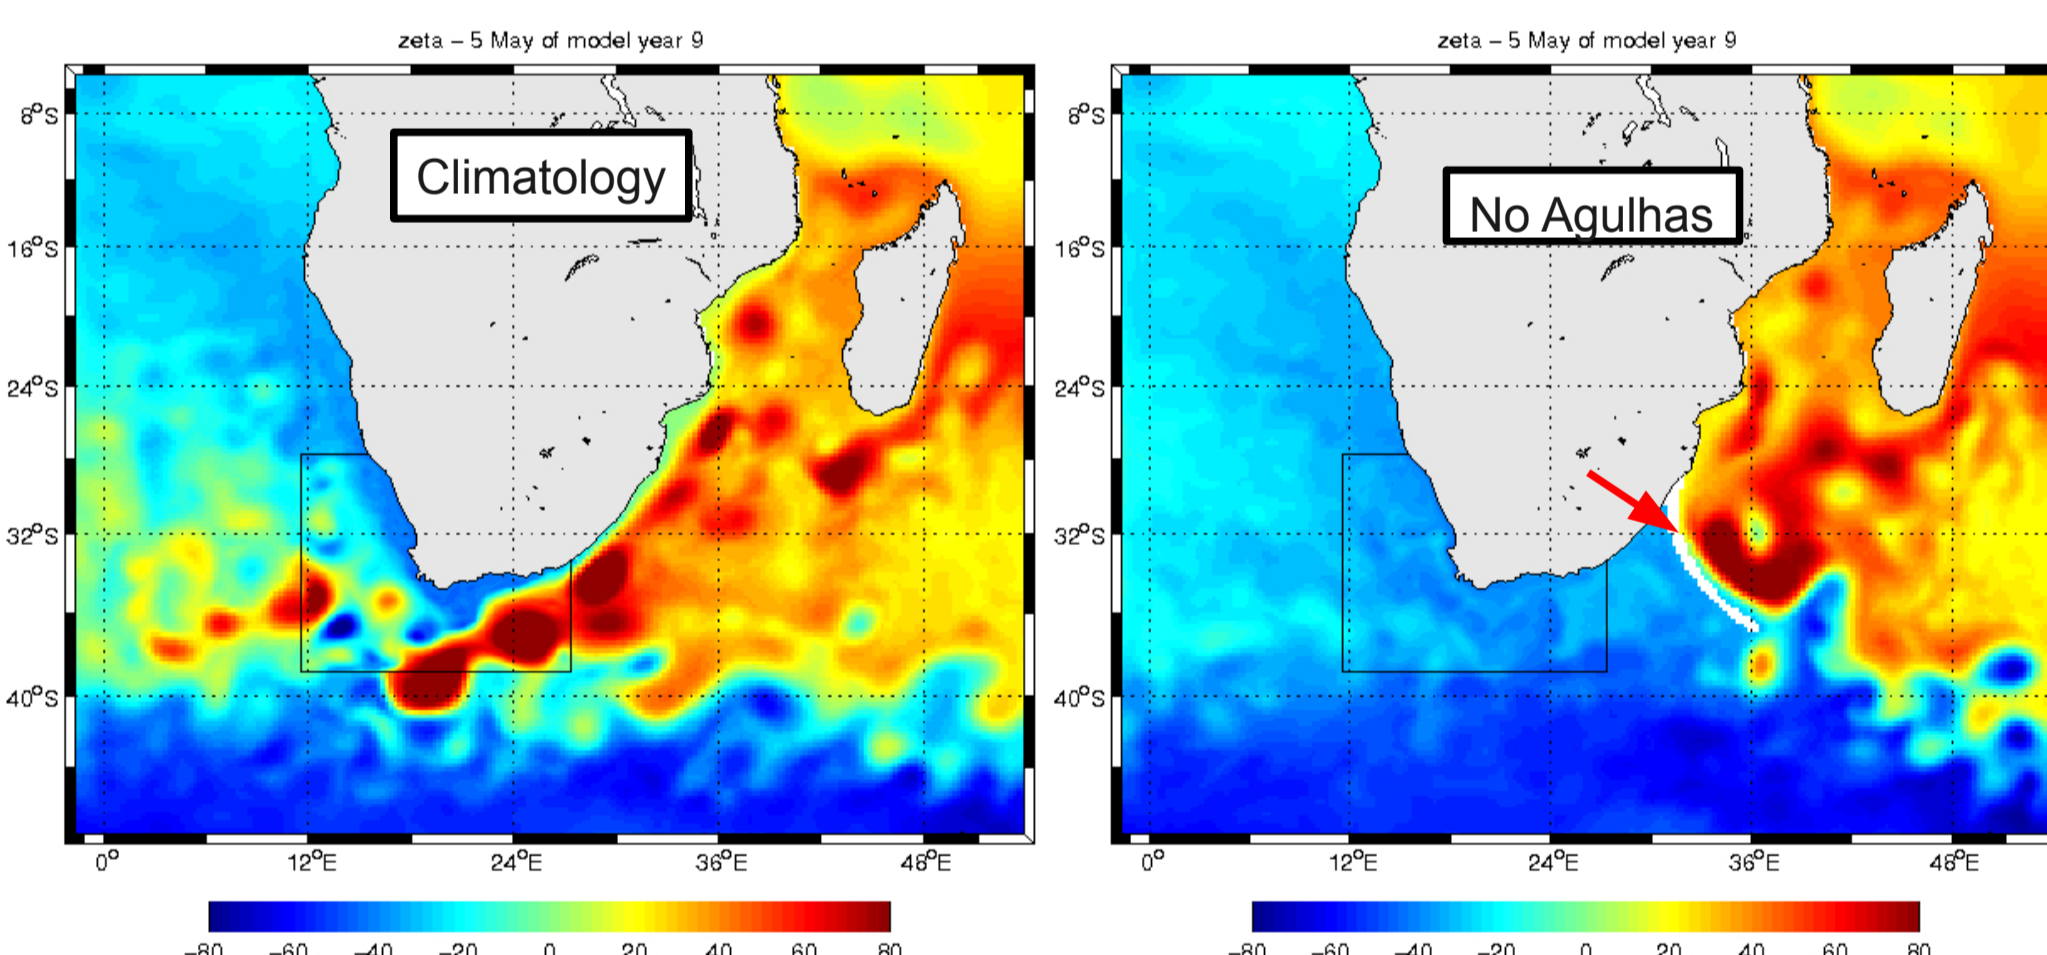 zeta – 5 May of model year 9
Climatology
8°S
16°S
24°S
32°S
40°S
0° 12°E 24°E 36°E 48°E
-80 -60 -40 -20 0 20 40 60 80
zeta – 5 May of model year 9
No Agulhas
8°S
16°S
24°S
32°S
40°S
0° 12°E 24°E 36°E 48°E
-80 -60 -40 -20 0 20 40 60 80